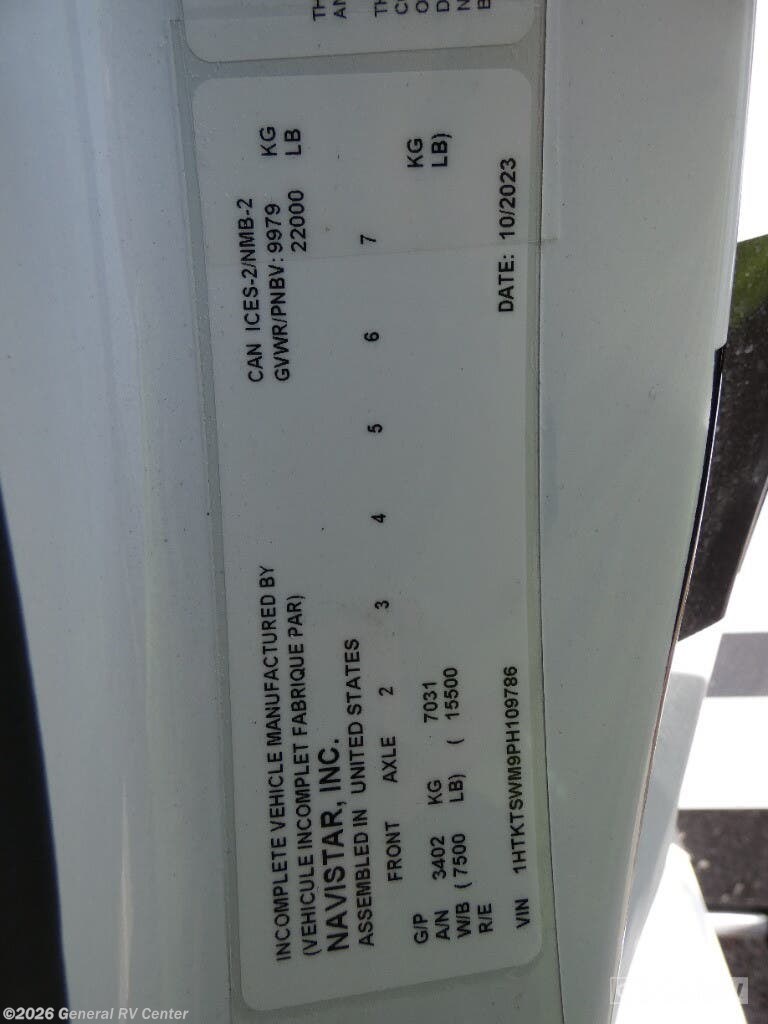 INCOMPLETE VEHICLE MANUFACTURED BY
(VEHICULE INCOMPLET FABRIQUE PAR)
NAVISTAR, INC.
ASSEMBLED IN UNITED STATES
CAN ICES-2/NMB-2
GVWR/PNBV: 9979 KG
22000 LB
FRONT AXLE 2 3 4 5 6 7
G/P
A/N 3402 KG 7031 KG
W/B ( 7500 LB) ( 15500 LB)
R/E
VIN 1HTKTSWM9PH109786 DATE: 10/2023
©2026 General RV Center